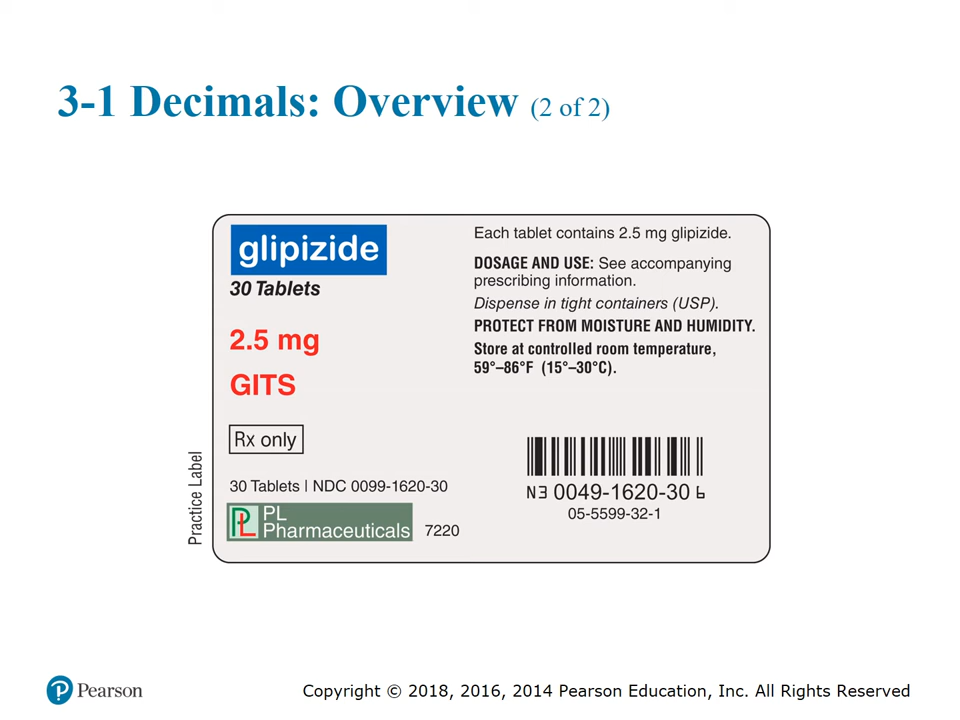 3-1 Decimals: Overview (2 of 2)
glipizide
30 Tablets
2.5 mg
GITS
Rx only
30 Tablets | NDC 0099-1620-30
PL
PL
Pharmaceuticals
7220
Practice Label
Each tablet contains 2.5 mg glipizide.
DOSAGE AND USE: See accompanying
prescribing information.
Dispense in tight containers (USP).
PROTECT FROM MOISTURE AND HUMIDITY.
Store at controlled room temperature,
59°–86°F (15°–30°C).
N3 0049-1620-30 6
05-5599-32-1
P Pearson
Copyright © 2018, 2016, 2014 Pearson Education, Inc. All Rights Reserved